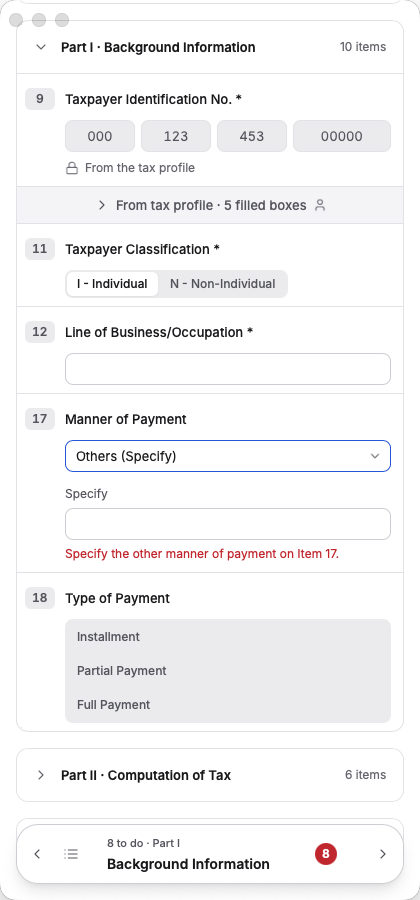 Part I · Background Information
10 items
9
Taxpayer Identification No. *
000
123
453
00000
From the tax profile
From tax profile · 5 filled boxes
11
Taxpayer Classification *
I - Individual
N - Non-Individual
12
Line of Business/Occupation *
17
Manner of Payment
Others (Specify)
Specify
Specify the other manner of payment on Item 17.
18
Type of Payment
Installment
Partial Payment
Full Payment
Part II · Computation of Tax
6 items
8 to do · Part I
Background Information
8